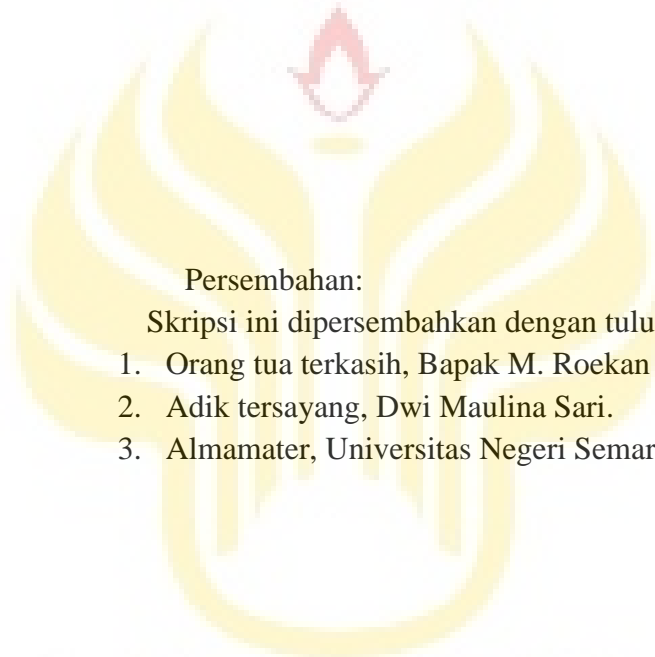 Persembahan:
Skripsi ini dipersembahkan dengan tulu
1. Orang tua terkasih, Bapak M. Roekan
2. Adik tersayang, Dwi Maulina Sari.
3. Almamater, Universitas Negeri Semar